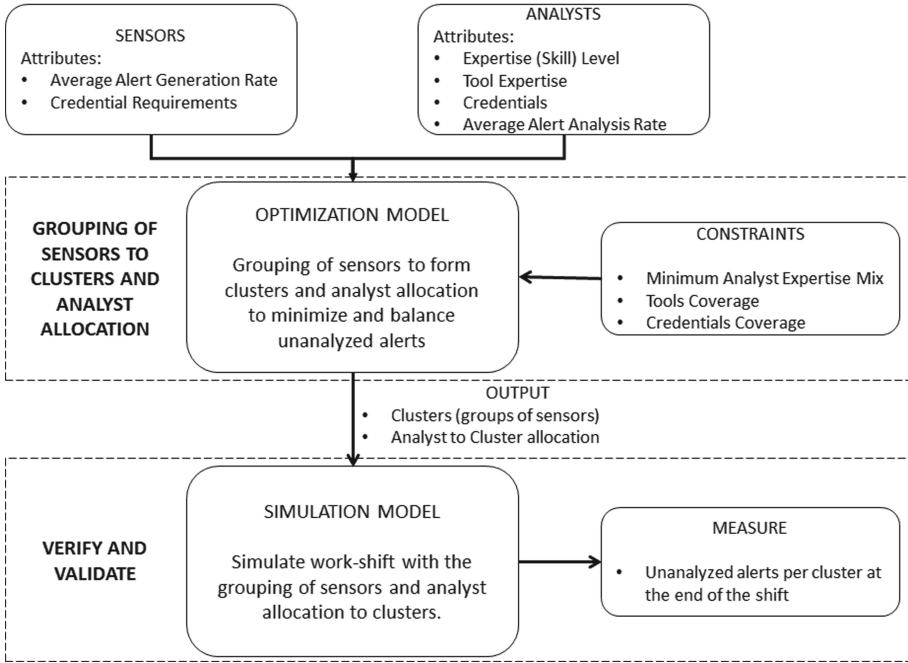 SENSORS
Attributes:
• Average Alert Generation Rate
• Credential Requirements
ANALYSTS
Attributes:
• Expertise (Skill) Level
• Tool Expertise
• Credentials
• Average Alert Analysis Rate
GROUPING OF
SENSORS TO
CLUSTERS AND
ANALYST
ALLOCATION
OPTIMIZATION MODEL
Grouping of sensors to form
clusters and analyst allocation
to minimize and balance
unanalyzed alerts
CONSTRAINTS
• Minimum Analyst Expertise Mix
• Tools Coverage
• Credentials Coverage
OUTPUT
• Clusters (groups of sensors)
• Analyst to Cluster allocation
VERIFY AND
VALIDATE
SIMULATION MODEL
Simulate work-shift with the
grouping of sensors and analyst
allocation to clusters.
MEASURE
• Unanalyzed alerts per cluster at
the end of the shift